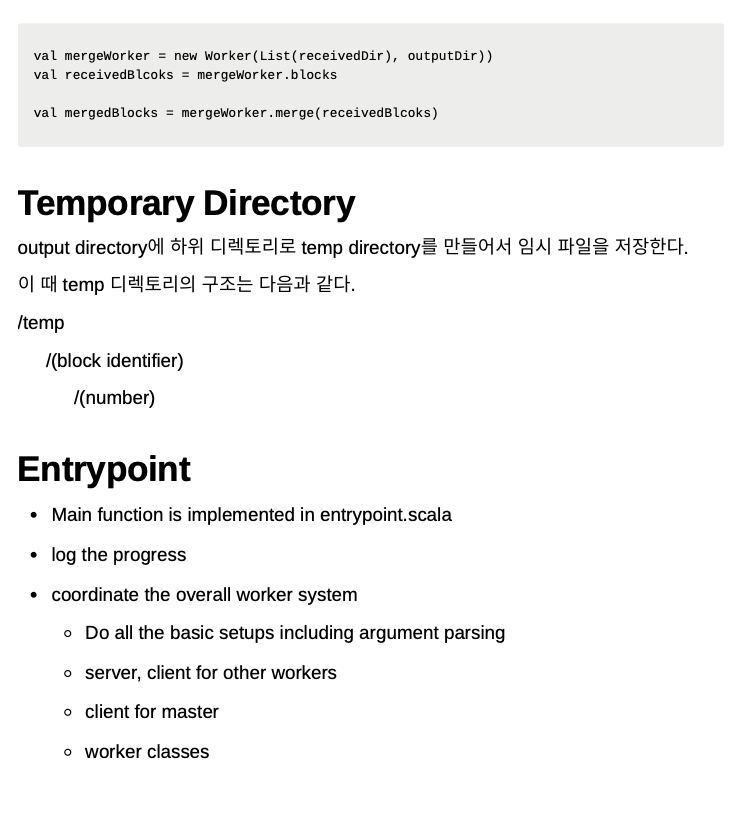 val mergeWorker = new Worker(List(receivedDir), outputDir))
val receivedBlcoks = mergeWorker.blocks
val mergedBlocks = mergeWorker.merge(receivedBlcoks)
Temporary Directory
output directory에 하위 디렉토리로 temp directory를 만들어서 임시 파일을 저장한다.
이 때 temp 디렉토리의 구조는 다음과 같다.
/temp
/(block identifier)
/(number)
Entrypoint
• Main function is implemented in entrypoint.scala
• log the progress
• coordinate the overall worker system
◦ Do all the basic setups including argument parsing
◦ server, client for other workers
◦ client for master
◦ worker classes